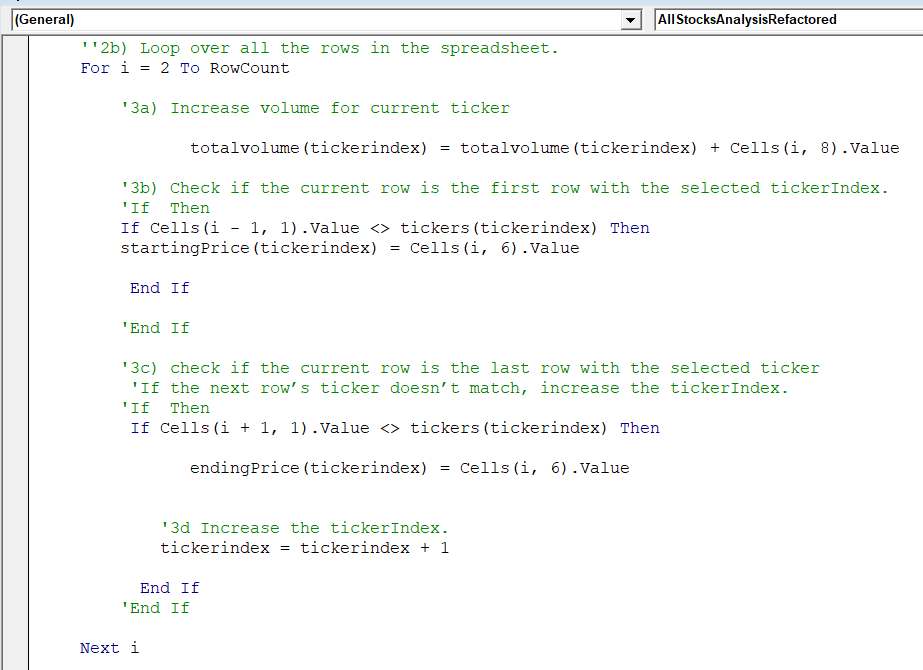 (General)
AllStocksAnalysisRefactored
''2b) Loop over all the rows in the spreadsheet.
For i = 2 To RowCount
'3a) Increase volume for current ticker
totalvolume(tickerindex) = totalvolume(tickerindex) + Cells(i, 8).Value
'3b) Check if the current row is the first row with the selected tickerIndex.
'If  Then
If Cells(i - 1, 1).Value <> tickers(tickerindex) Then
startingPrice(tickerindex) = Cells(i, 6).Value
End If
'End If
'3c) check if the current row is the last row with the selected ticker
'If the next row’s ticker doesn’t match, increase the tickerIndex.
'If  Then
If Cells(i + 1, 1).Value <> tickers(tickerindex) Then
endingPrice(tickerindex) = Cells(i, 6).Value
'3d Increase the tickerIndex.
tickerindex = tickerindex + 1
End If
'End If
Next i